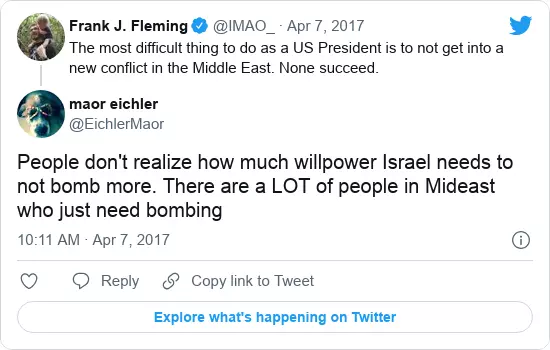 Frank J. Fleming @IMAO_ · Apr 7, 2017
The most difficult thing to do as a US President is to not get into a
new conflict in the Middle East. None succeed.
maor eichler
@EichlerMaor
People don't realize how much willpower Israel needs to
not bomb more. There are a LOT of people in Mideast
who just need bombing
10:11 AM · Apr 7, 2017
Reply Copy link to Tweet
Explore what's happening on Twitter